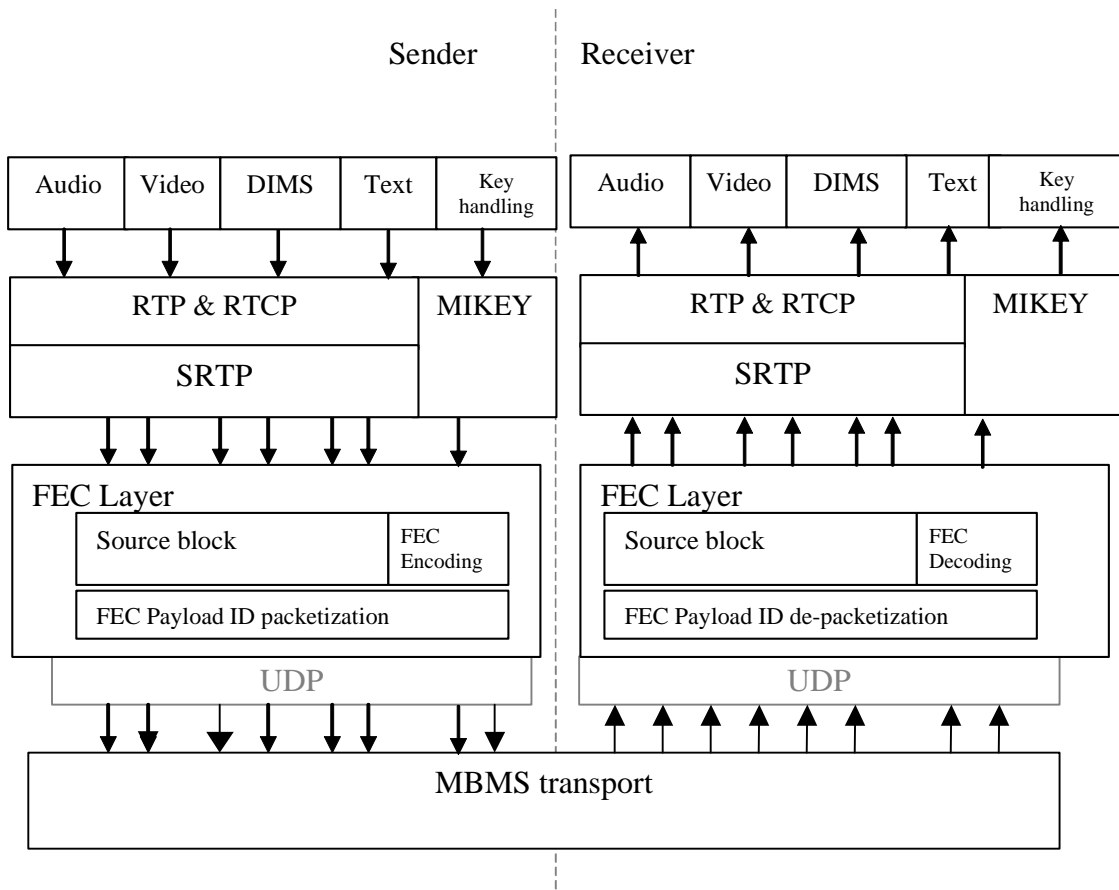 Sender Receiver
Audio Video DIMS Text Key handling Audio Video DIMS Text Key handling
RTP & RTCP MIKEY RTP & RTCP MIKEY
SRTP SRTP
FEC Layer FEC Layer
Source block FEC Encoding Source block FEC Decoding
FEC Payload ID packetization FEC Payload ID de-packetization
UDP UDP
MBMS transport